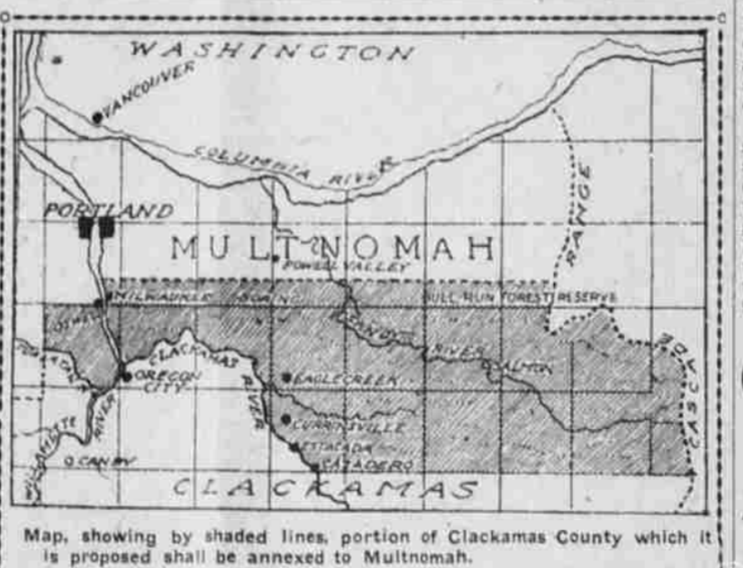 WASHINGTON
VANCOUVER
COLUMBIA RIVER
PORTLAND
MULTNOMAH
RANGE
POWELL VALLEY
MILWAUKIE
BORING
BULL RUN FOREST RESERVE
SANDY RIVER
SALMON
CASCADE
CLACKAMAS
RIVER
OREGON
CITY
EAGLECREEK
CURRINSVILLE
ESTACADA
CAZADERO
WILLAMETTE
RIVER
CANBY
CLACKAMAS
Map, showing by shaded lines, portion of Clackamas County which it
is proposed shall be annexed to Multnomah.